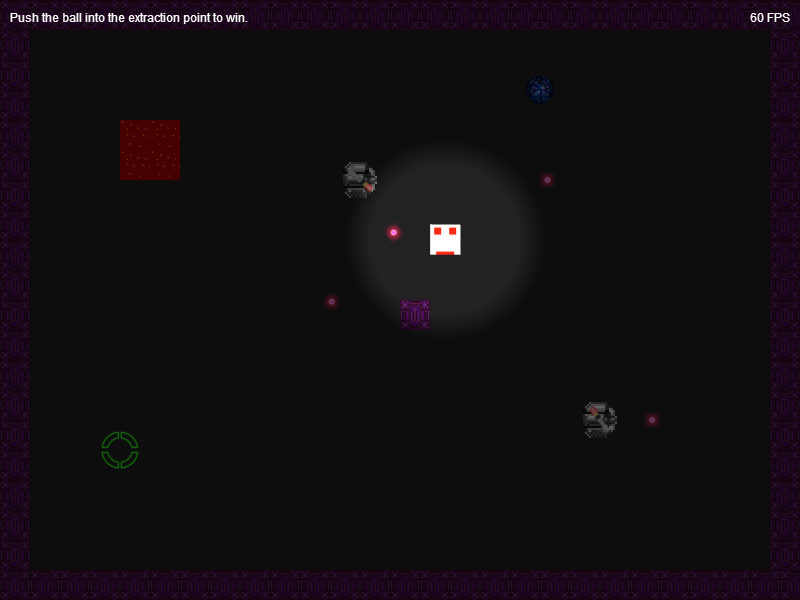 Push the ball into the extraction point to win.
60 FPS